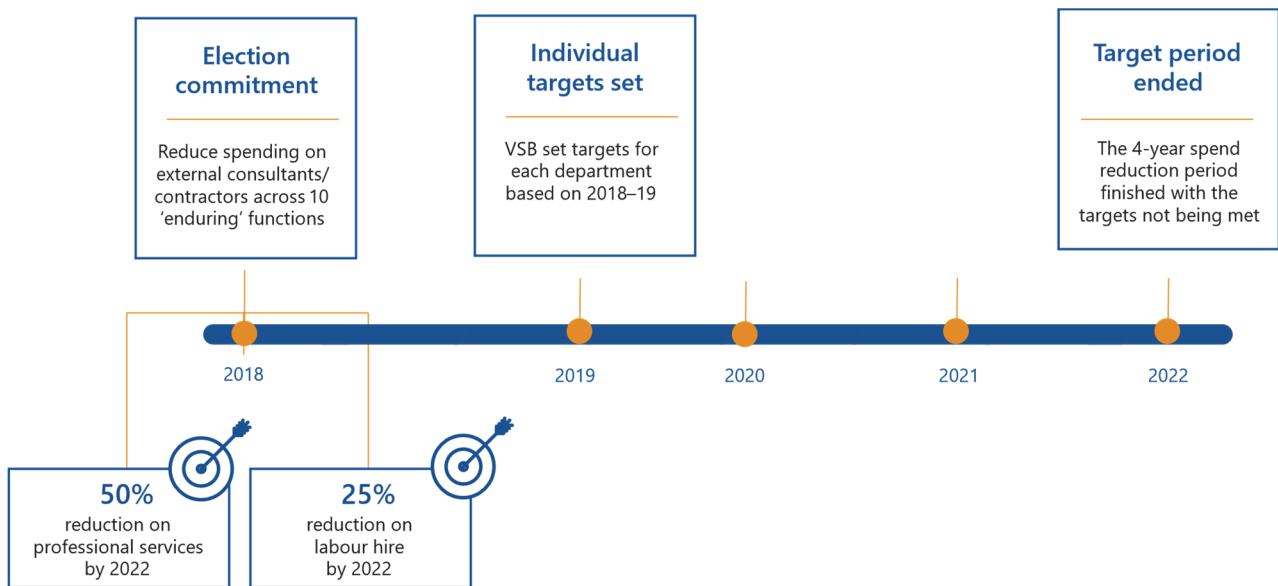 Election
commitment
Reduce spending on
external consultants/
contractors across 10
‘enduring’ functions
Individual
targets set
VSB set targets for
each department
based on 2018–19
Target period
ended
The 4-year spend
reduction period
finished with the
targets not being met
2018
2019
2020
2021
2022
50%
reduction on
professional services
by 2022
25%
reduction on
labour hire
by 2022